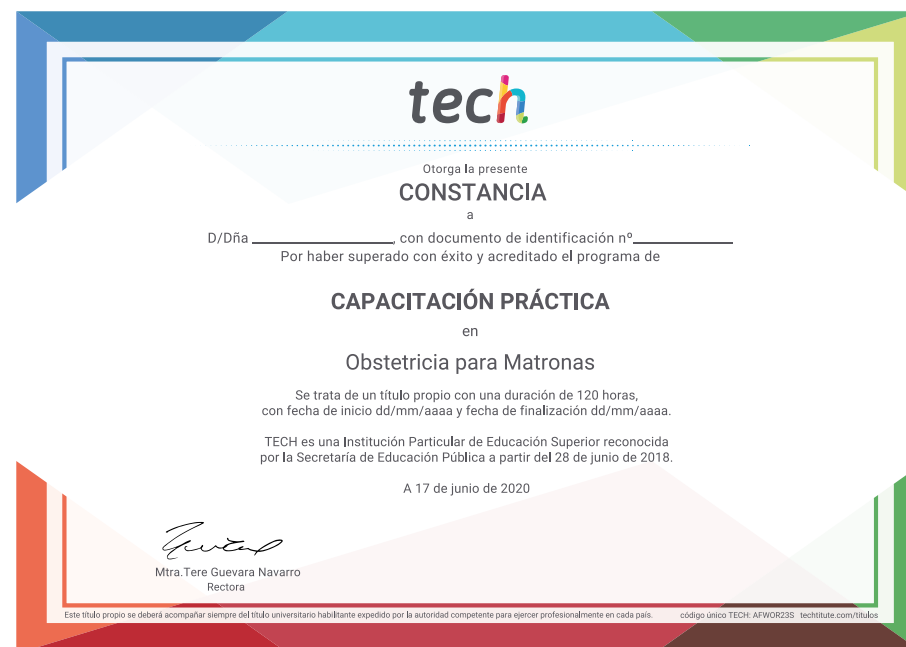 tech
Otorga la presente
CONSTANCIA
a
D/Dña ____________________, con documento de identificación nº______________
Por haber superado con éxito y acreditado el programa de
CAPACITACIÓN PRÁCTICA
en
Obstetricia para Matronas
Se trata de un título propio con una duración de 120 horas,
con fecha de inicio dd/mm/aaaa y fecha de finalización dd/mm/aaaa.
TECH es una Institución Particular de Educación Superior reconocida
por la Secretaría de Educación Pública a partir del 28 de junio de 2018.
A 17 de junio de 2020
Mtra.Tere Guevara Navarro
Rectora
Este título propio se deberá acompañar siempre del título universitario habilitante expedido por la autoridad competente para ejercer profesionalmente en cada país. código único TECH: AFWOR23S techtitute.com/titulos